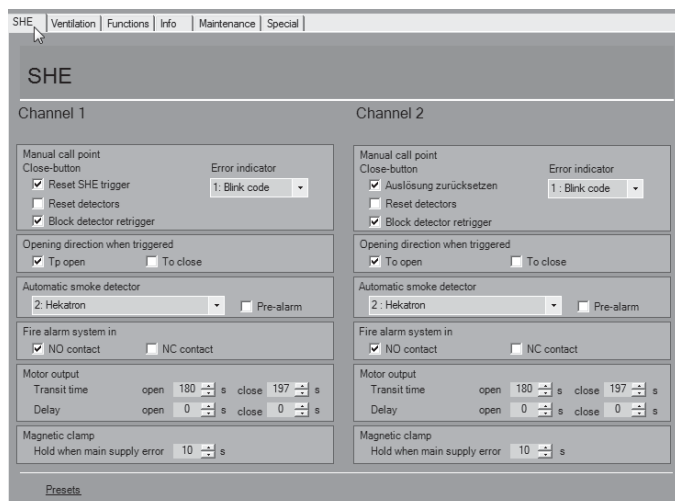 SHE Ventilation Functions Info Maintenance Special
SHE
Channel 1
Manual call point
Close-button Error indicator
Reset SHE trigger 1: Blink code
Reset detectors
Block detector retrigger
Opening direction when triggered
Tp open To close
Automatic smoke detector
2: Hekatron Pre-alarm
Fire alarm system in
NO contact NC contact
Motor output
Transit time open 180 s close 197 s
Delay open 0 s close 0 s
Magnetic clamp
Hold when main supply error 10 s
Channel 2
Manual call point
Close-button Error indicator
Auslösung zurücksetzen 1 : Blink code
Reset detectors
Block detector retrigger
Opening direction when triggered
To open To close
Automatic smoke detector
2 : Hekatron Pre-alarm
Fire alarm system in
NO contact NC contact
Motor output
Transit time open 180 s close 197 s
Delay open 0 s close 0 s
Magnetic clamp
Hold when main supply error 10 s
Presets